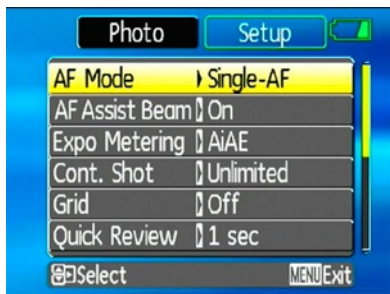 Photo Setup
AF Mode Single-AF
AF Assist Beam On
Expo Metering AiAE
Cont. Shot Unlimited
Grid Off
Quick Review 1 sec
Select MENU Exit